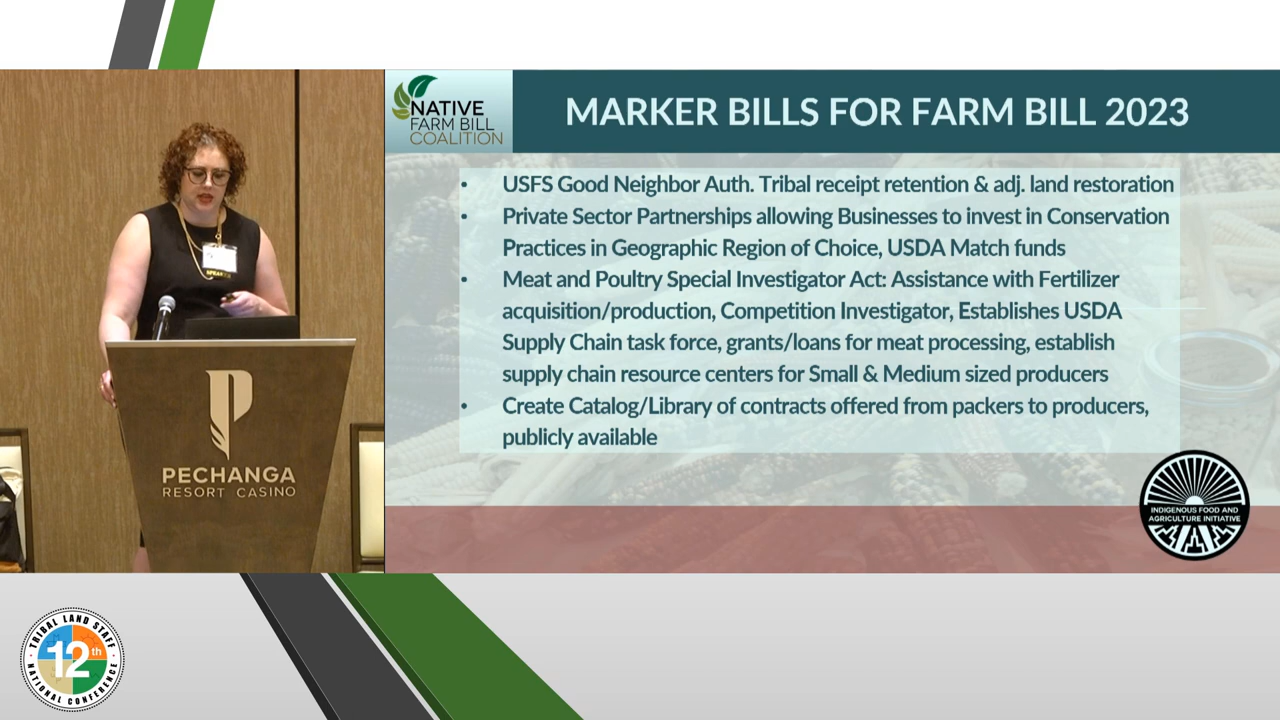 NATIVE
FARM BILL
COALITION
MARKER BILLS FOR FARM BILL 2023
• USFS Good Neighbor Auth. Tribal receipt retention & adj. land restoration
• Private Sector Partnerships allowing Businesses to invest in Conservation
Practices in Geographic Region of Choice, USDA Match funds
• Meat and Poultry Special Investigator Act: Assistance with Fertilizer
acquisition/production, Competition Investigator, Establishes USDA
Supply Chain task force, grants/loans for meat processing, establish
supply chain resource centers for Small & Medium sized producers
• Create Catalog/Library of contracts offered from packers to producers,
publicly available
INDIGENOUS FOOD AND
AGRICULTURE INITIATIVE
SPEAKER
PECHANGA
RESORT CASINO
TRIBAL LAND STAFF
12th
NATIONAL CONFERENCE